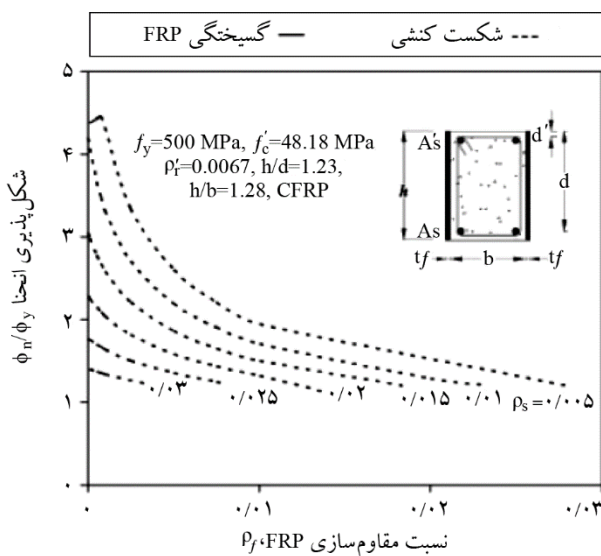 --- شکست کنشی — گسیختگی FRP
fy=500 MPa, f′c=48.18 MPa
ρ′r=0.0067, h/d=1.23,
h/b=1.28, CFRP
A′s
d′
h
d
As
tf b tf
شکل‌پذیری انحنا ϕn/ϕy
۵
۴
۳
۲
۱
۰
۰/۰۳ ۰/۰۲۵ ۰/۰۲ ۰/۰۱۵ ۰/۰۱ ρs=۰/۰۰۵
۰ ۰/۰۱ ۰/۰۲ ۰/۰۳
نسبت مقاوم‌سازی FRP، ρf